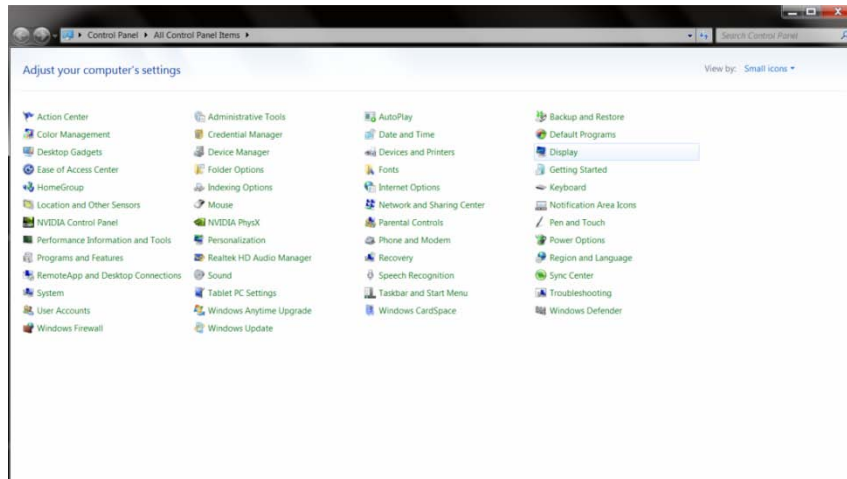 Control Panel ▸ All Control Panel Items ▸ Search Control Panel
Adjust your computer's settings View by: Small icons
Action Center Administrative Tools AutoPlay Backup and Restore
Color Management Credential Manager Date and Time Default Programs
Desktop Gadgets Device Manager Devices and Printers Display
Ease of Access Center Folder Options Fonts Getting Started
HomeGroup Indexing Options Internet Options Keyboard
Location and Other Sensors Mouse Network and Sharing Center Notification Area Icons
NVIDIA Control Panel NVIDIA PhysX Parental Controls Pen and Touch
Performance Information and Tools Personalization Phone and Modem Power Options
Programs and Features Realtek HD Audio Manager Recovery Region and Language
RemoteApp and Desktop Connections Sound Speech Recognition Sync Center
System Tablet PC Settings Taskbar and Start Menu Troubleshooting
User Accounts Windows Anytime Upgrade Windows CardSpace Windows Defender
Windows Firewall Windows Update